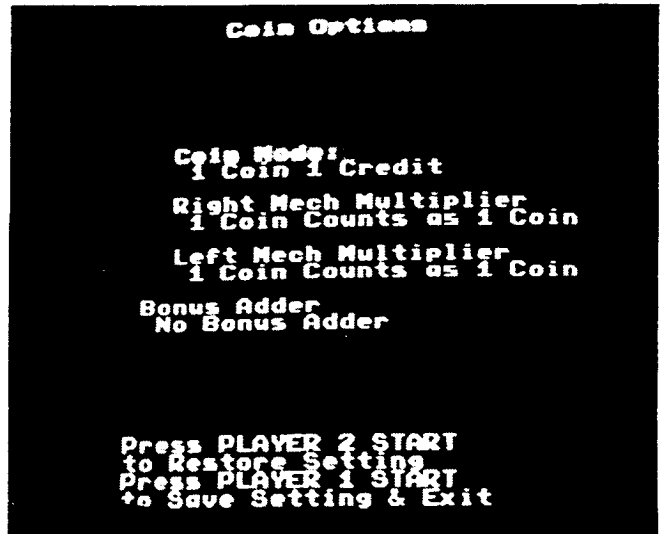 Coin Options
Coin Mode:
1 Coin 1 Credit
Right Mech Multiplier
1 Coin Counts as 1 Coin
Left Mech Multiplier
1 Coin Counts as 1 Coin
Bonus Adder
No Bonus Adder
Press PLAYER 2 START
to Restore Setting
Press PLAYER 1 START
to Save Setting & Exit